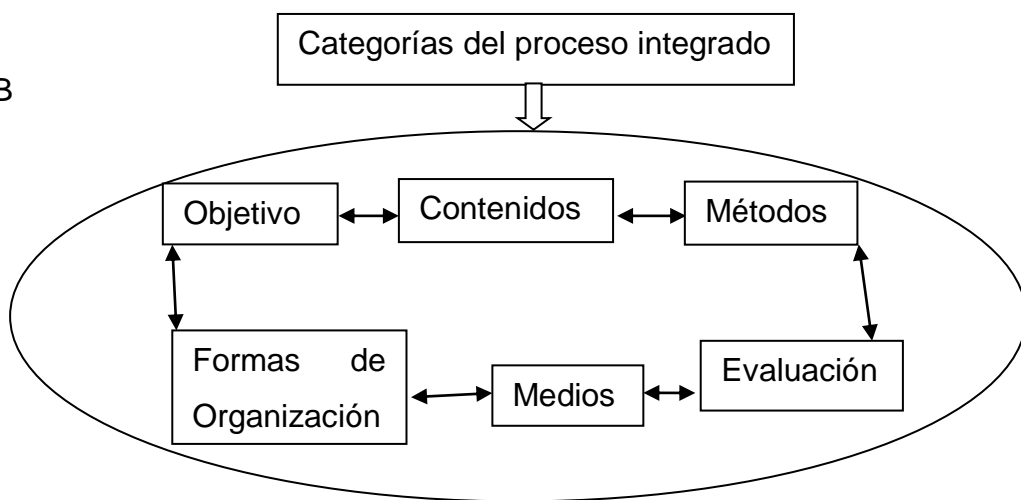 Categorías del proceso integrado
B
Objetivo
Contenidos
Métodos
Formas de
Organización
Medios
Evaluación